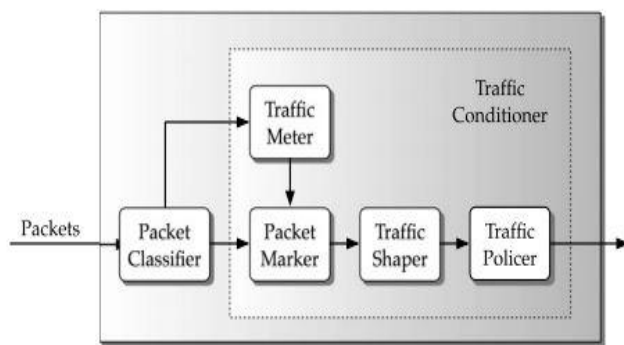 Traffic
Meter
Traffic
Conditioner
Packets
Packet
Classifier
Packet
Marker
Traffic
Shaper
Traffic
Policer